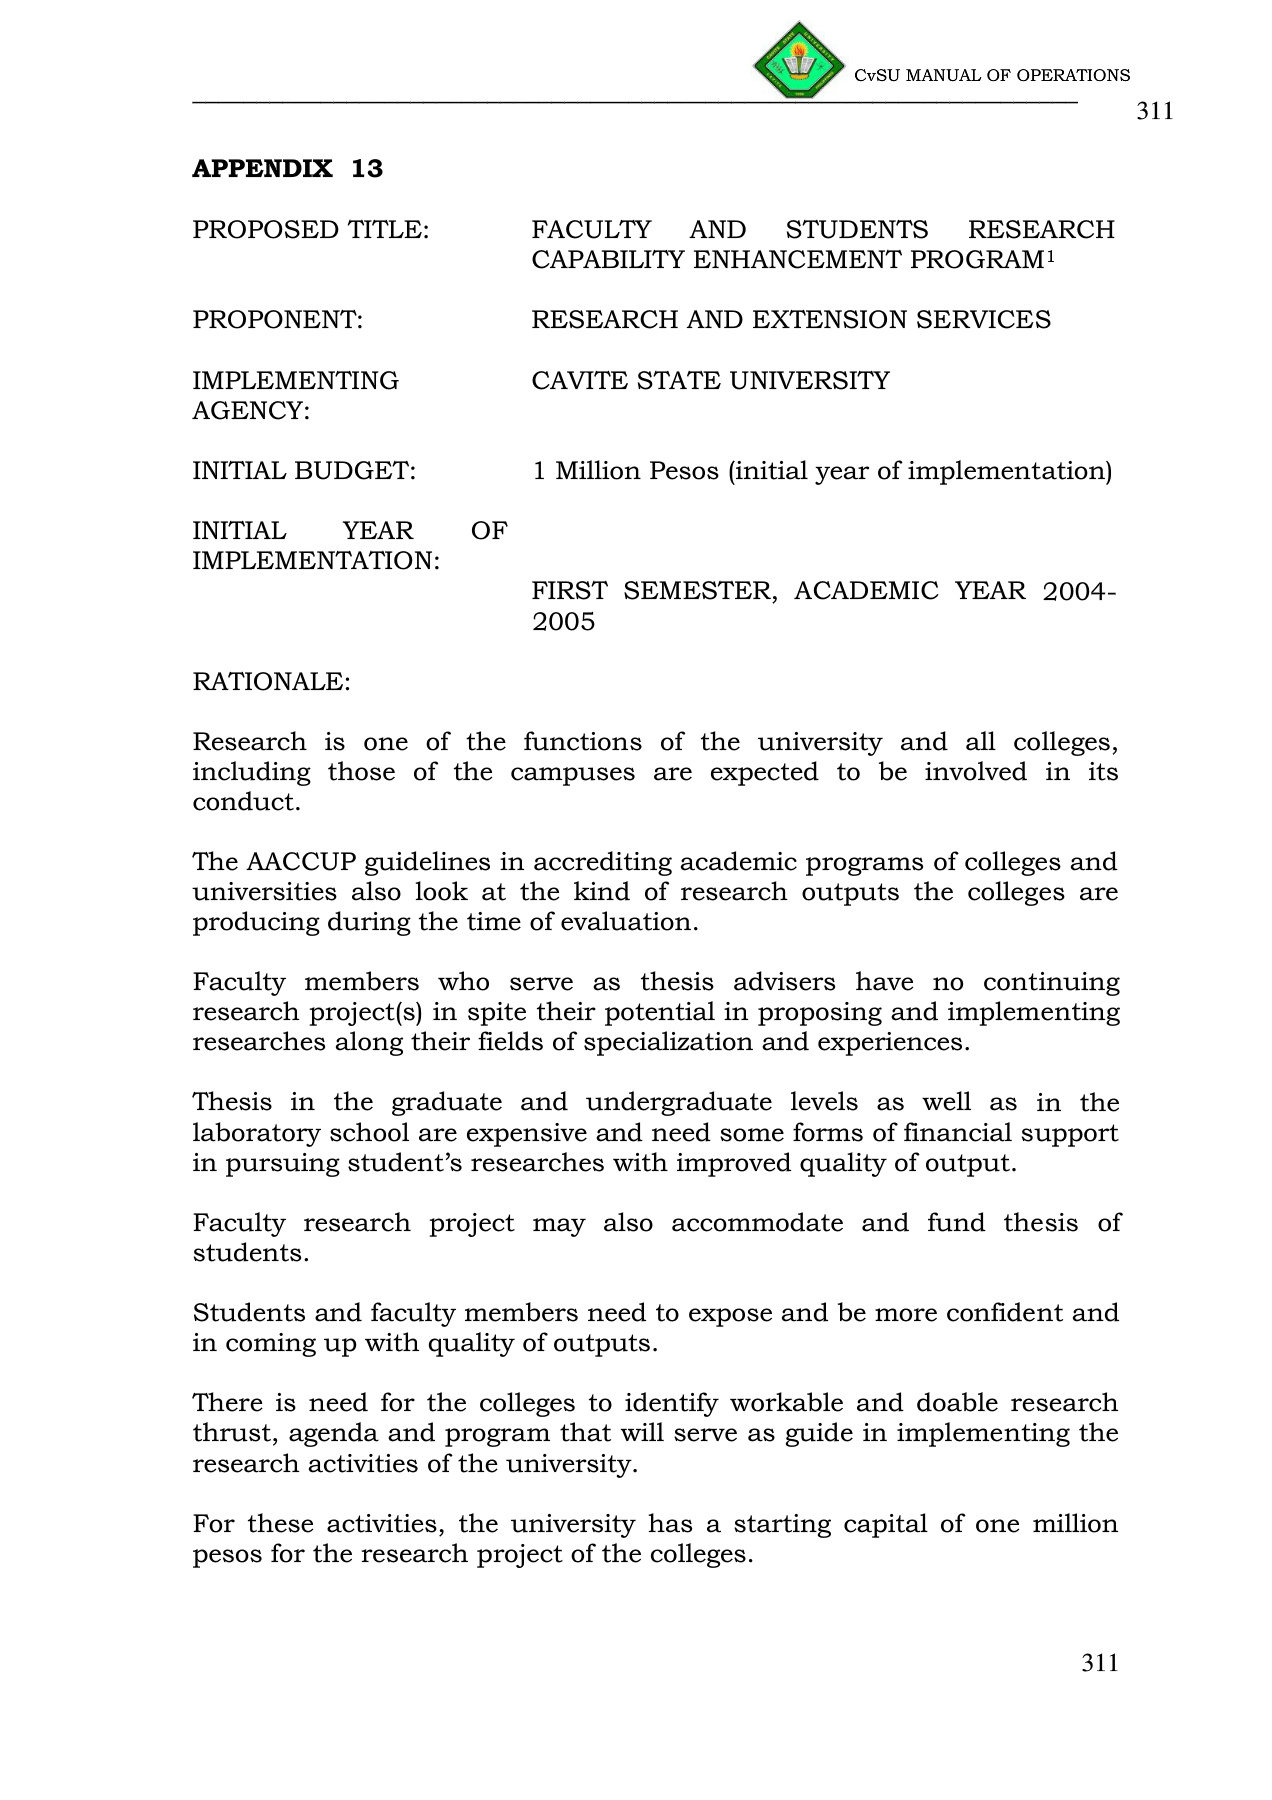 CvSU MANUAL OF OPERATIONS
311
APPENDIX 13
PROPOSED TITLE: FACULTY AND STUDENTS RESEARCH
CAPABILITY ENHANCEMENT PROGRAM1
PROPONENT: RESEARCH AND EXTENSION SERVICES
IMPLEMENTING CAVITE STATE UNIVERSITY
AGENCY:
INITIAL BUDGET: 1 Million Pesos (initial year of implementation)
INITIAL YEAR OF
IMPLEMENTATION:
FIRST SEMESTER, ACADEMIC YEAR 2004-
2005
RATIONALE:
Research is one of the functions of the university and all colleges,
including those of the campuses are expected to be involved in its
conduct.
The AACCUP guidelines in accrediting academic programs of colleges and
universities also look at the kind of research outputs the colleges are
producing during the time of evaluation.
Faculty members who serve as thesis advisers have no continuing
research project(s) in spite their potential in proposing and implementing
researches along their fields of specialization and experiences.
Thesis in the graduate and undergraduate levels as well as in the
laboratory school are expensive and need some forms of financial support
in pursuing student’s researches with improved quality of output.
Faculty research project may also accommodate and fund thesis of
students.
Students and faculty members need to expose and be more confident and
in coming up with quality of outputs.
There is need for the colleges to identify workable and doable research
thrust, agenda and program that will serve as guide in implementing the
research activities of the university.
For these activities, the university has a starting capital of one million
pesos for the research project of the colleges.
311